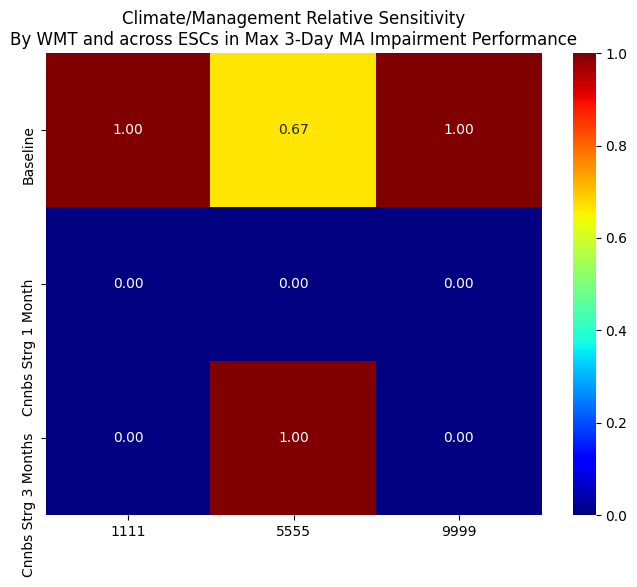 Climate/Management Relative Sensitivity
By WMT and across ESCs in Max 3-Day MA Impairment Performance
Baseline
1.00 0.67 1.00
Cnnbs Strg 1 Month
0.00 0.00 0.00
Cnnbs Strg 3 Months
0.00 1.00 0.00
1111 5555 9999
1.0
0.8
0.6
0.4
0.2
0.0